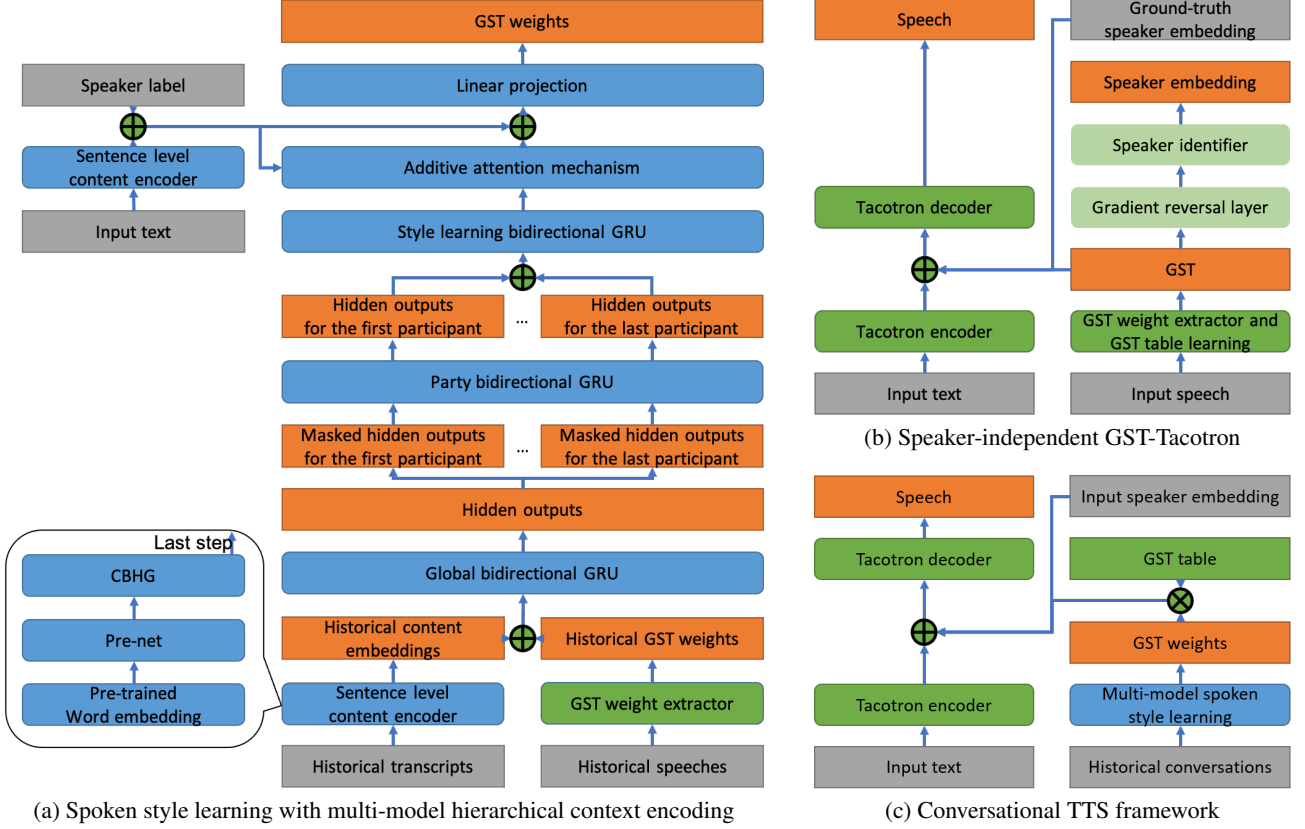 GST weights
Linear projection
Speaker label
Sentence level
content encoder
Input text
Additive attention mechanism
Style learning bidirectional GRU
Hidden outputs
for the first participant
...
Hidden outputs
for the last participant
Party bidirectional GRU
Masked hidden outputs
for the first participant
...
Masked hidden outputs
for the last participant
Hidden outputs
Global bidirectional GRU
Historical content
embeddings
Historical GST weights
Sentence level
content encoder
GST weight extractor
Historical transcripts
Historical speeches
Last step
CBHG
Pre-net
Pre-trained
Word embedding
(a) Spoken style learning with multi-model hierarchical context encoding
Speech
Ground-truth
speaker embedding
Speaker embedding
Speaker identifier
Gradient reversal layer
Tacotron decoder
GST
Tacotron encoder
GST weight extractor and
GST table learning
Input text
Input speech
(b) Speaker-independent GST-Tacotron
Speech
Input speaker embedding
Tacotron decoder
GST table
GST weights
Tacotron encoder
Multi-model spoken
style learning
Input text
Historical conversations
(c) Conversational TTS framework